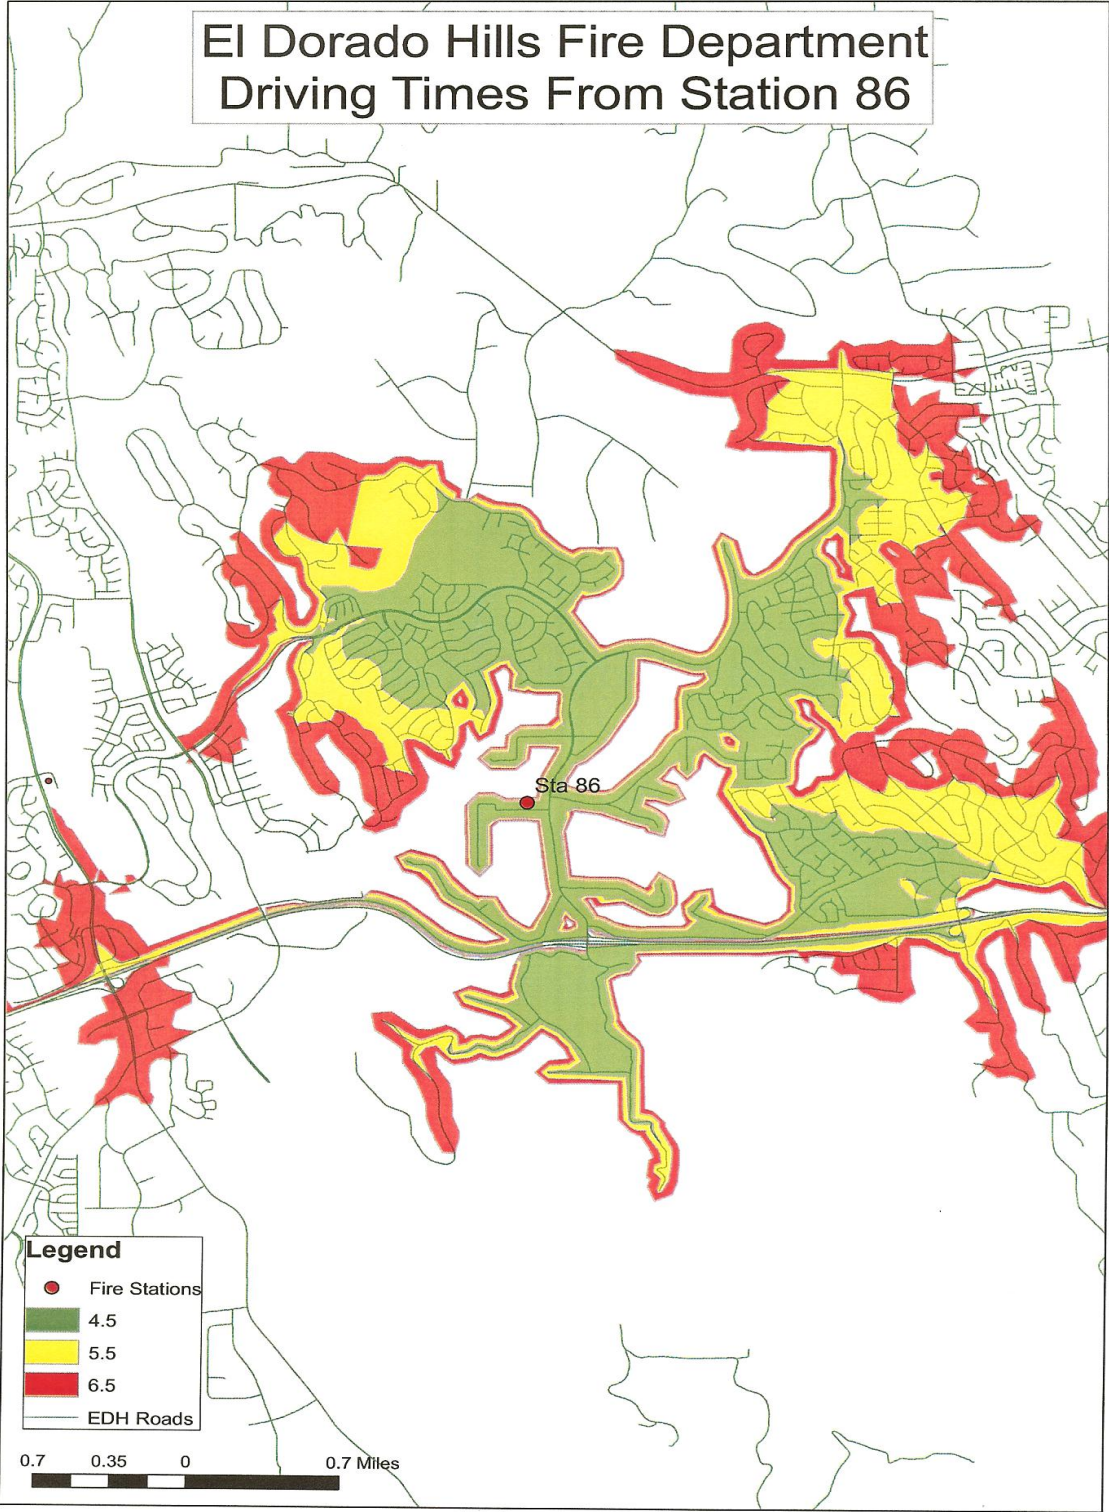 El Dorado Hills Fire Department
Driving Times From Station 86
Sta 86
Legend
Fire Stations
4.5
5.5
6.5
EDH Roads
0.7 0.35 0 0.7 Miles